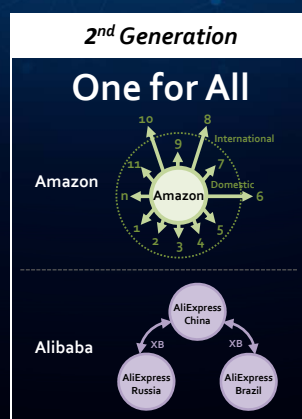 2nd Generation
One for All
10 8
9 International
11 7
Amazon Amazon Domestic
n 6
1 5
2 3 4
AliExpress
China
XB XB
Alibaba
AliExpress AliExpress
Russia Brazil